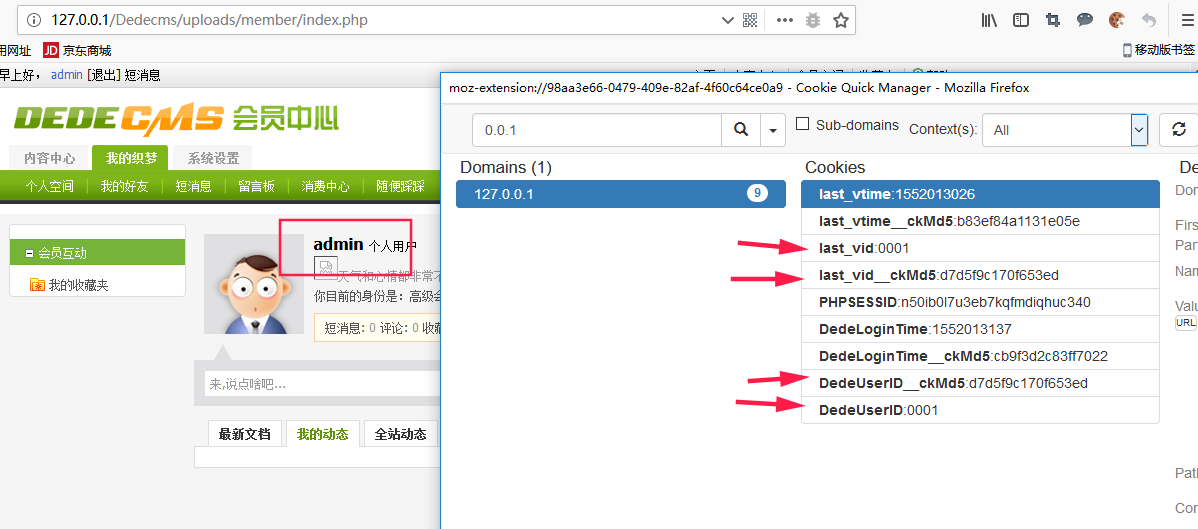 127.0.0.1/Dedecms/uploads/member/index.php
用网址 JD 京东商城
移动版书签
早上好， admin [退出] 短消息
moz-extension://98aa3e66-0479-409e-82af-4f60c64ce0a9 - Cookie Quick Manager - Mozilla Firefox
DEDECMS 会员中心
内容中心 我的织梦 系统设置
个人空间 我的好友 短消息 留言板 消费中心 随便踩踩
会员互动
我的收藏夹
admin 个人用户
天气和心情都非常不
你目前的身份是：高级会
短消息: 0 评论: 0 收藏
来,说点啥吧...
最新文档 我的动态 全站动态
0.0.1
Sub-domains Context(s): All
Domains (1)
127.0.0.1 9
Cookies
last_vtime:1552013026
last_vtime__ckMd5:b83ef84a1131e05e
last_vid:0001
last_vid__ckMd5:d7d5f9c170f653ed
PHPSESSID:n50ib0l7u3eb7kqfmdiqhuc340
DedeLoginTime:1552013137
DedeLoginTime__ckMd5:cb9f3d2c83ff7022
DedeUserID__ckMd5:d7d5f9c170f653ed
DedeUserID:0001
De
Don
Firs
Par
Nan
Valu
URL
Path
Con